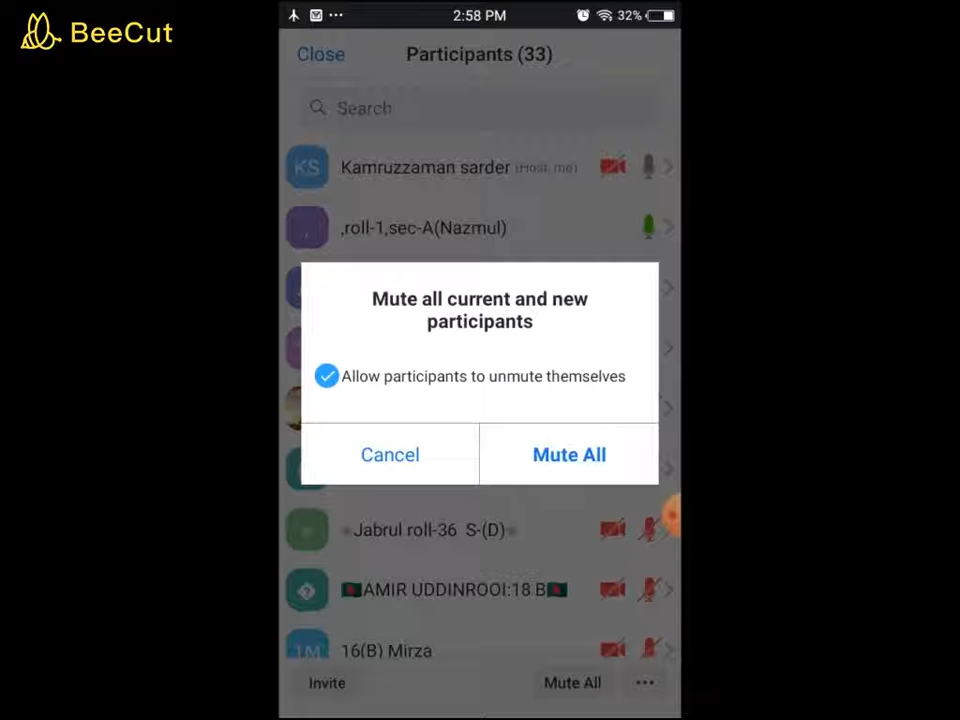 BeeCut
2:58 PM
32%
Close
Participants (33)
Search
KS
Kamruzzaman sarder (Host, me)
,
,roll-1,sec-A(Nazmul)
Mute all current and new
participants
Allow participants to unmute themselves
Cancel
Mute All
Jabrul roll-36 S-(D)
AMIR UDDINROOI:18 B
1M
16(B) Mirza
Invite
Mute All